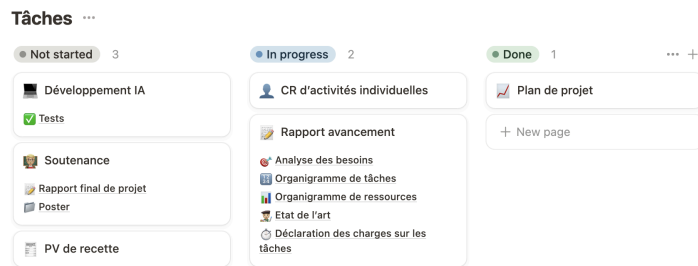 Tâches
Not started 3
Développement IA
Tests
Soutenance
Rapport final de projet
Poster
PV de recette
In progress 2
CR d'activités individuelles
Rapport avancement
Analyse des besoins
Organigramme de tâches
Organigramme de ressources
Etat de l'art
Déclaration des charges sur les
tâches
Done 1
Plan de projet
New page